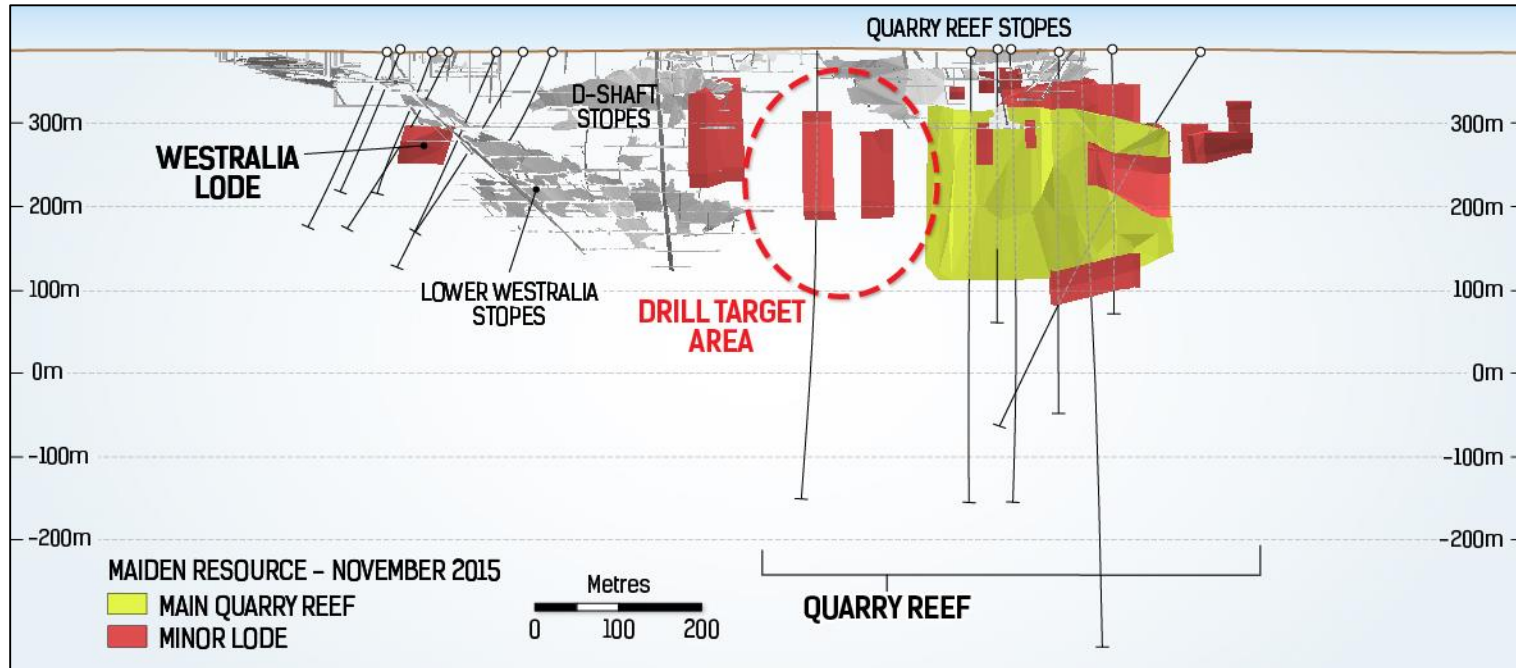 QUARRY REEF STOPES
D-SHAFT
STOPES
300m
300m
WESTRALIA
LODE
200m
200m
LOWER WESTRALIA
STOPES
100m
100m
DRILL TARGET
AREA
0m
0m
-100m
-100m
-200m
-200m
MAIDEN RESOURCE – NOVEMBER 2015
MAIN QUARRY REEF
MINOR LODE
Metres
0 100 200
QUARRY REEF